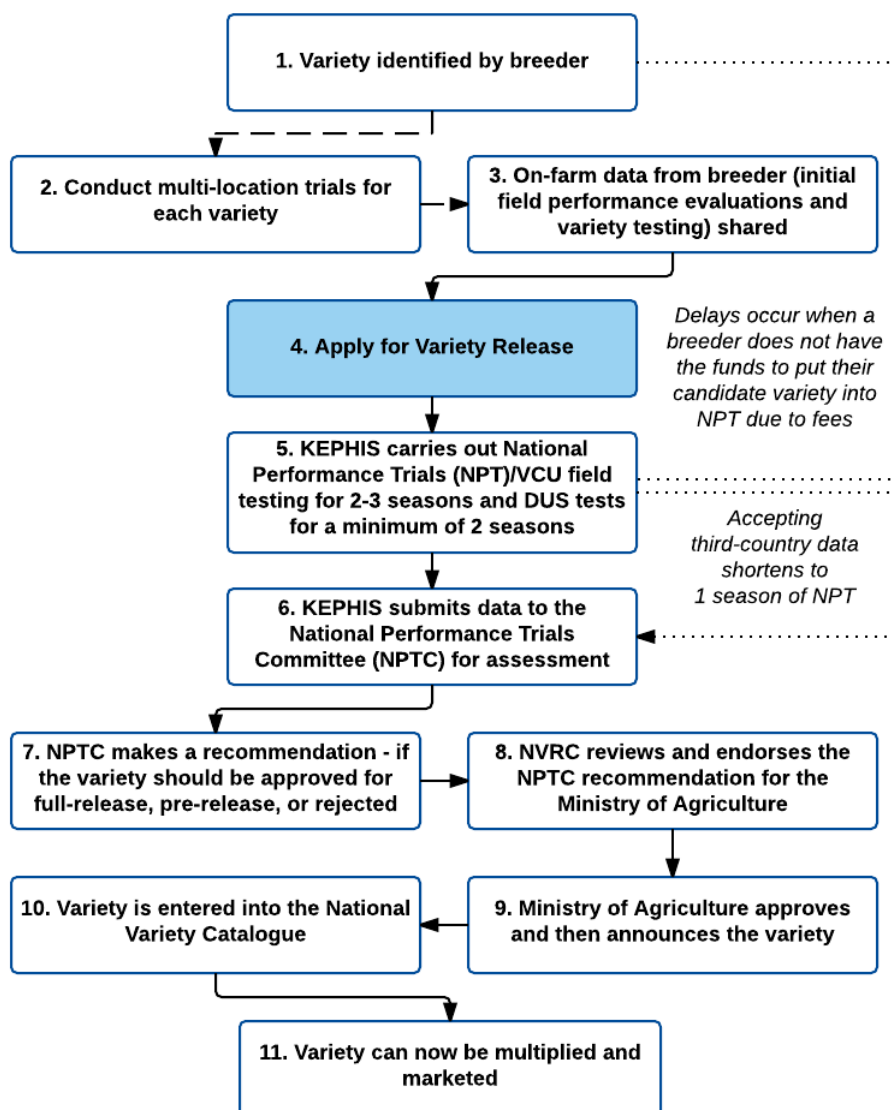 1. Variety identified by breeder
2. Conduct multi-location trials for
each variety
3. On-farm data from breeder (initial
field performance evaluations and
variety testing) shared
4. Apply for Variety Release
Delays occur when a
breeder does not have
the funds to put their
candidate variety into
NPT due to fees
5. KEPHIS carries out National
Performance Trials (NPT)/VCU field
testing for 2-3 seasons and DUS tests
for a minimum of 2 seasons
Accepting
third-country data
shortens to
1 season of NPT
6. KEPHIS submits data to the
National Performance Trials
Committee (NPTC) for assessment
7. NPTC makes a recommendation - if
the variety should be approved for
full-release, pre-release, or rejected
8. NVRC reviews and endorses the
NPTC recommendation for the
Ministry of Agriculture
10. Variety is entered into the National
Variety Catalogue
9. Ministry of Agriculture approves
and then announces the variety
11. Variety can now be multiplied and
marketed